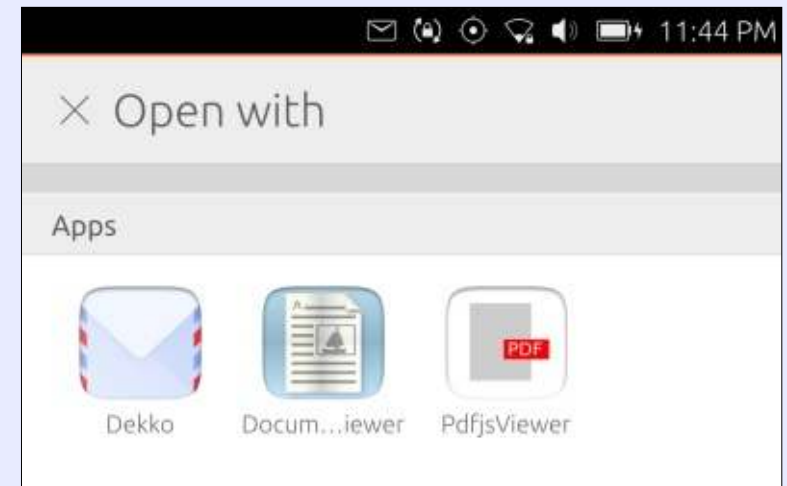 11:44 PM
× Open with
Apps
PDF
Dekko Docum...iewer PdfjsViewer